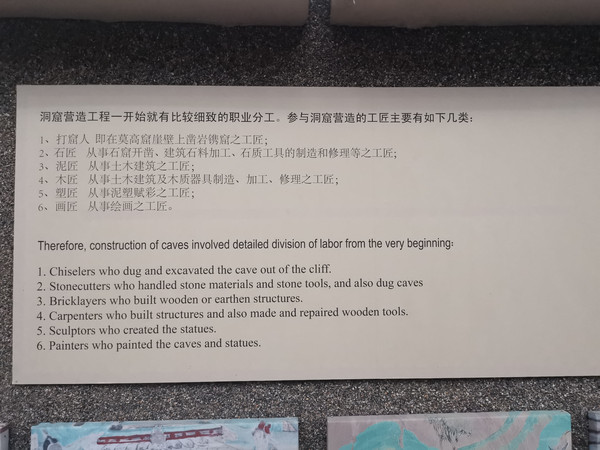 洞窟营造工程一开始就有比较细致的职业分工。参与洞窟营造的工匠主要有如下几类：
1、打窟人 即在莫高窟崖壁上凿岩镌窟之工匠；
2、石匠 从事石窟开凿、建筑石料加工、石质工具的制造和修理等之工匠；
3、泥匠 从事土木建筑之工匠；
4、木匠 从事土木建筑及木质器具制造、加工、修理之工匠；
5、塑匠 从事泥塑赋彩之工匠；
6、画匠 从事绘画之工匠。
Therefore, construction of caves involved detailed division of labor from the very beginning:
1. Chiselers who dug and excavated the cave out of the cliff.
2. Stonecutters who handled stone materials and stone tools, and also dug caves
3. Bricklayers who built wooden or earthen structures.
4. Carpenters who built structures and also made and repaired wooden tools.
5. Sculptors who created the statues.
6. Painters who painted the caves and statues.